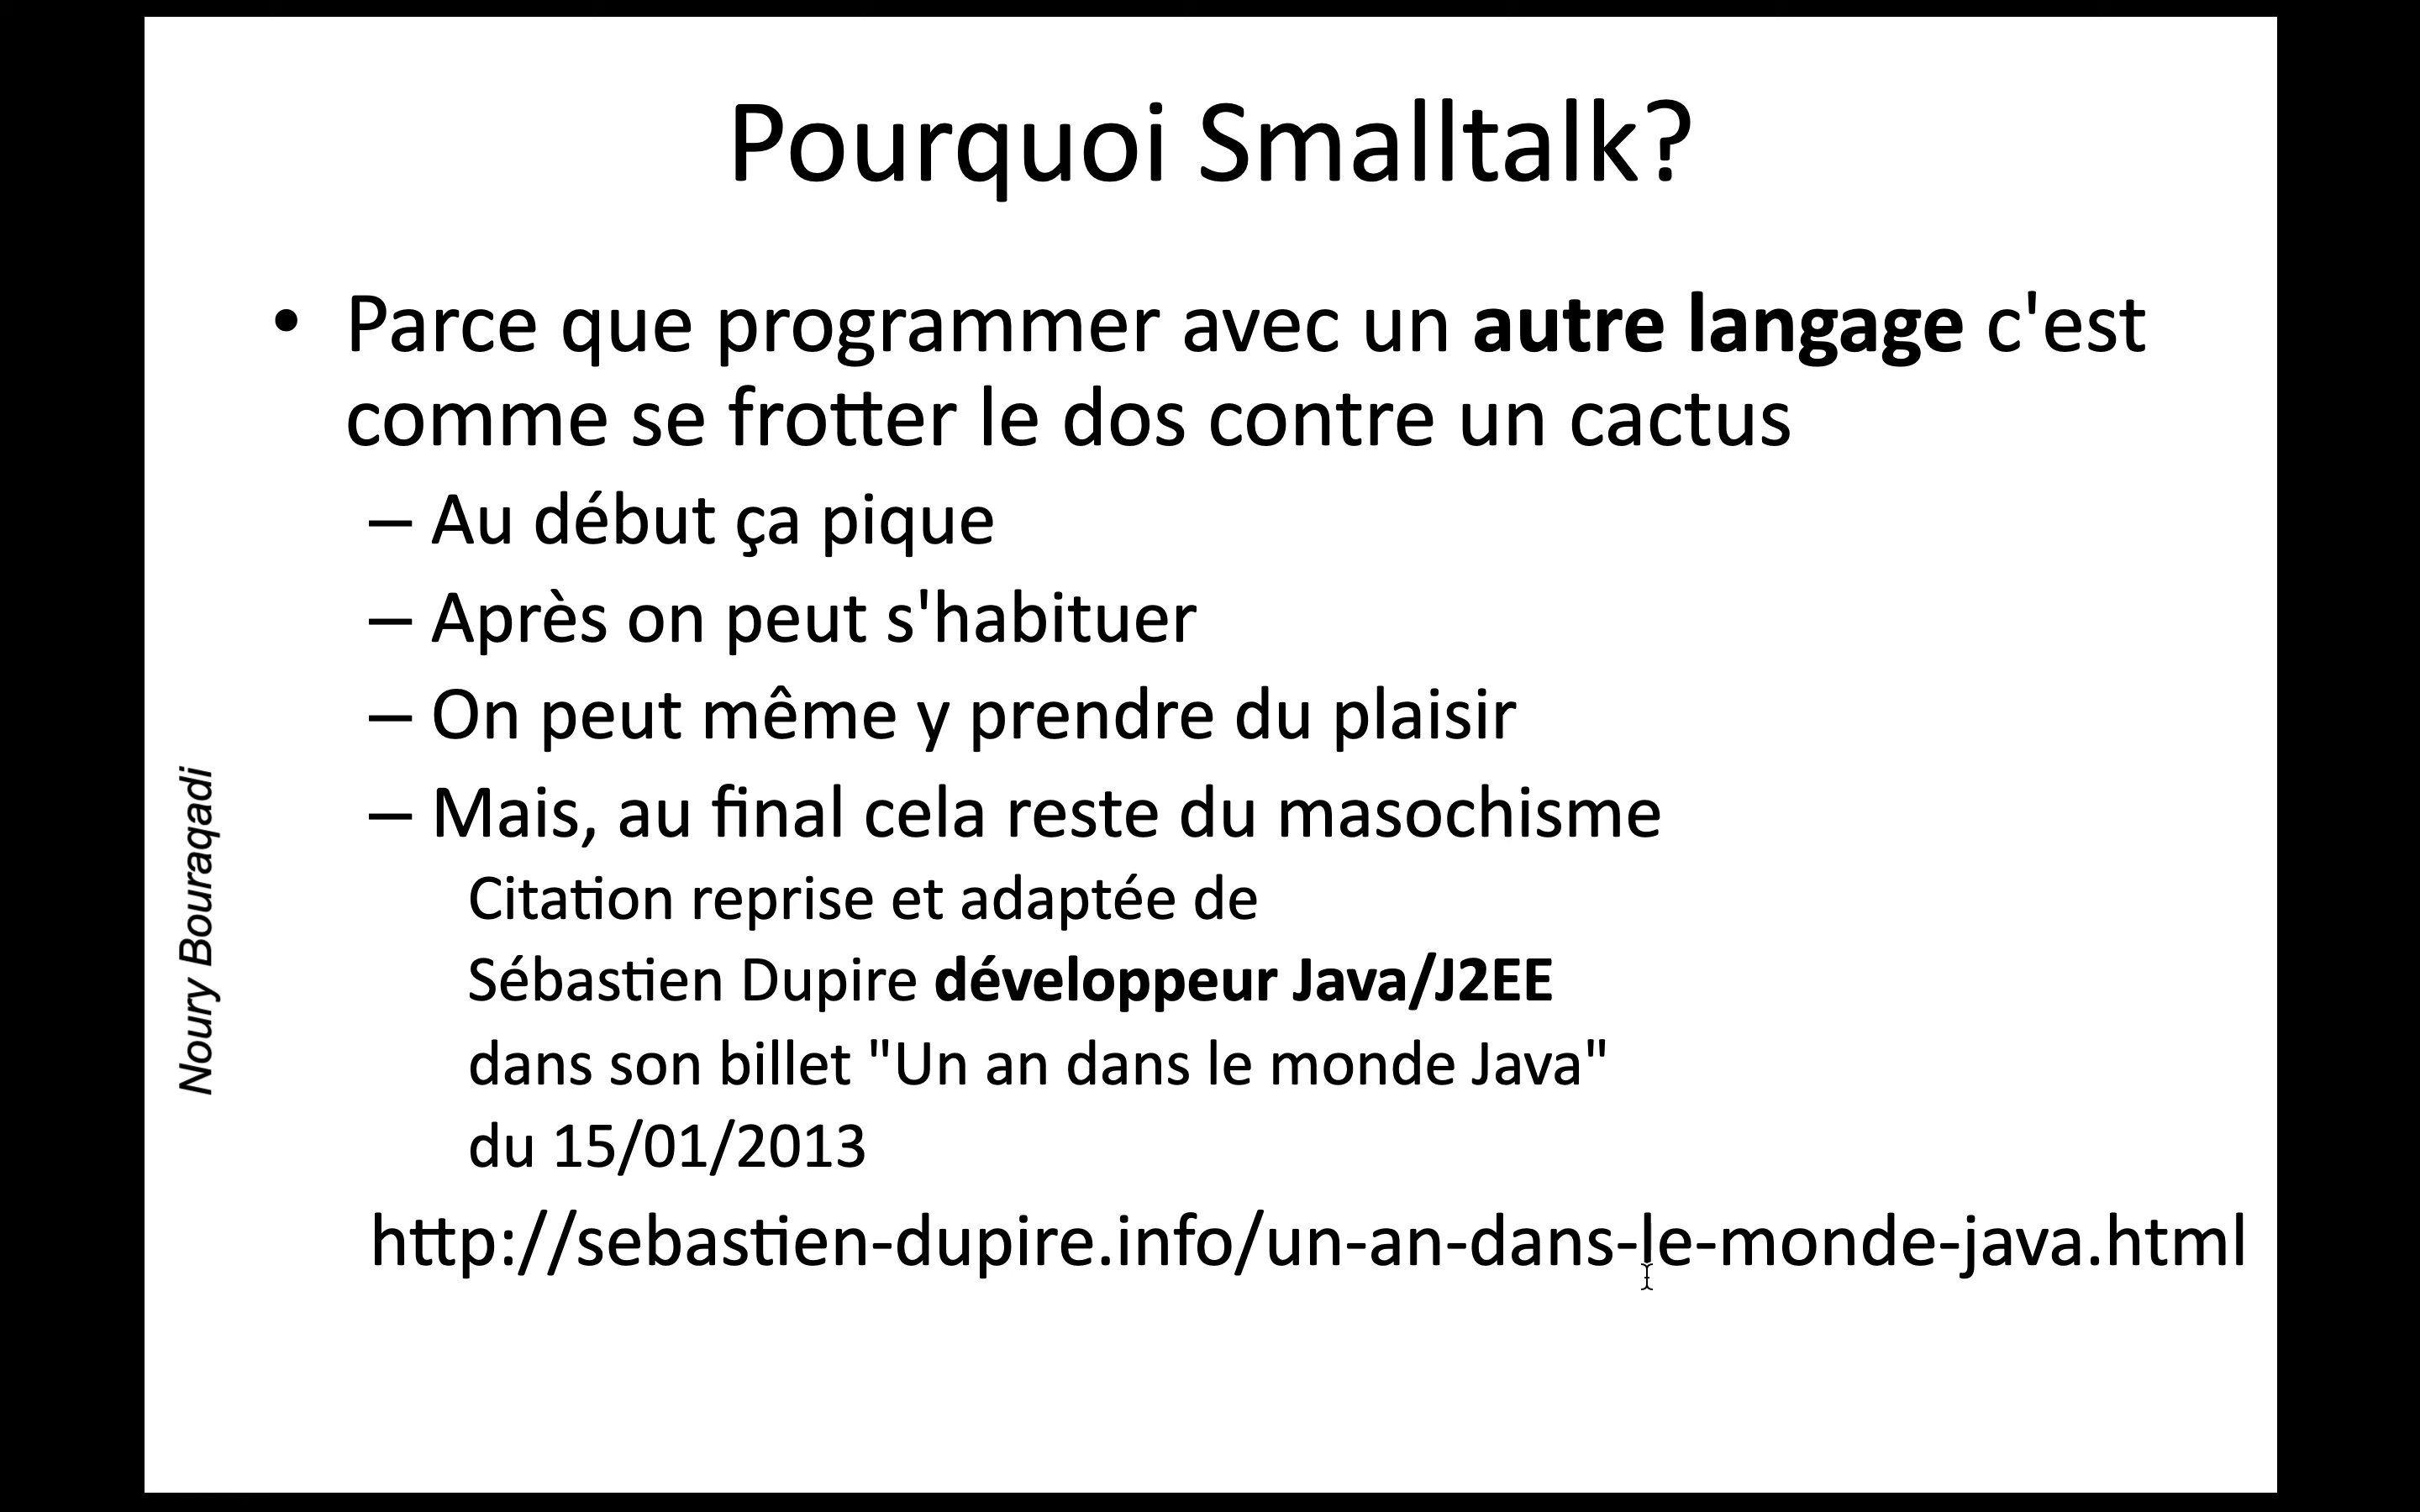 Pourquoi Smalltalk?
• Parce que programmer avec un autre langage c'est
comme se frotter le dos contre un cactus
– Au début ça pique
– Après on peut s'habituer
– On peut même y prendre du plaisir
– Mais, au final cela reste du masochisme
Citation reprise et adaptée de
Sébastien Dupire développeur Java/J2EE
dans son billet "Un an dans le monde Java"
du 15/01/2013
http://sebastien-dupire.info/un-an-dans-le-monde-java.html
Noury Bouraqadi